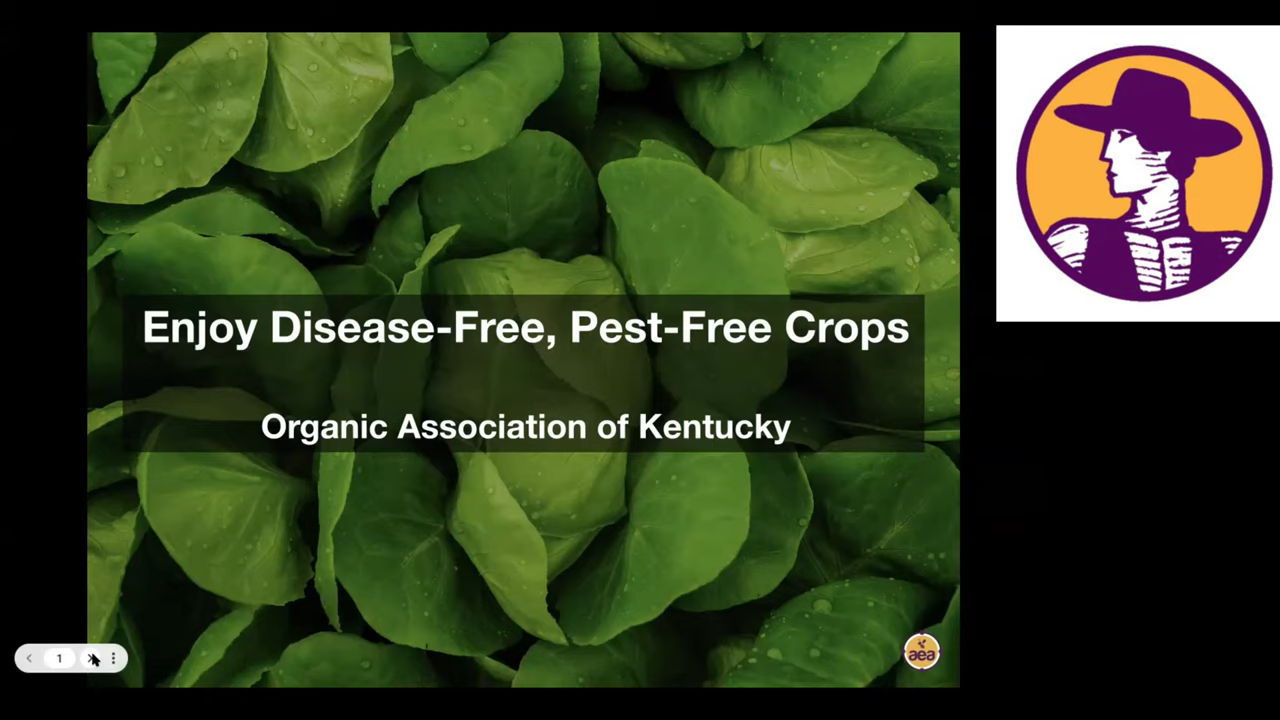 Enjoy Disease-Free, Pest-Free Crops
Organic Association of Kentucky
1
aea